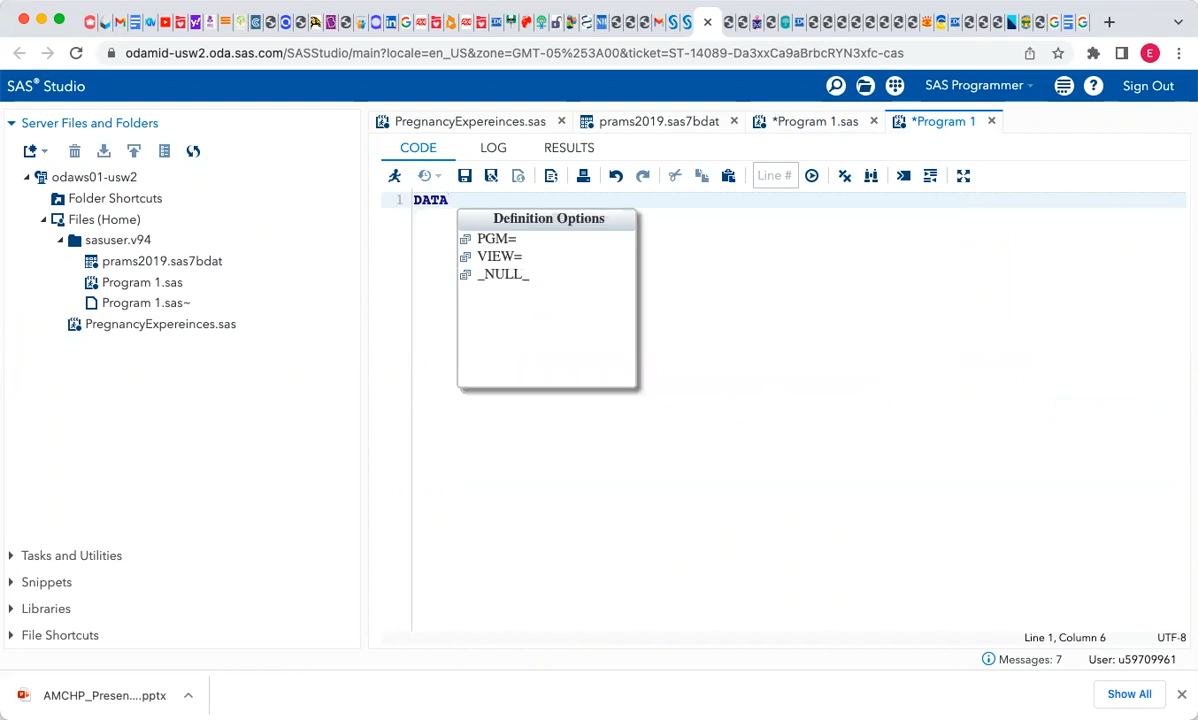 odamid-usw2.oda.sas.com/SASStudio/main?locale=en_US&zone=GMT-05%253A00&ticket=ST-14089-Da3xxCa9aBrbcRYN3xfc-cas
E
SAS® Studio
SAS Programmer
Sign Out
Server Files and Folders
odaws01-usw2
Folder Shortcuts
Files (Home)
sasuser.v94
prams2019.sas7bdat
Program 1.sas
Program 1.sas~
PregnancyExpereinces.sas
Tasks and Utilities
Snippets
Libraries
File Shortcuts
PregnancyExpereinces.sas
prams2019.sas7bdat
*Program 1.sas
*Program 1
CODE
LOG
RESULTS
Line #
1 DATA
Definition Options
PGM=
VIEW=
_NULL_
Line 1, Column 6
UTF-8
Messages: 7
User: u59709961
AMCHP_Presen....pptx
Show All